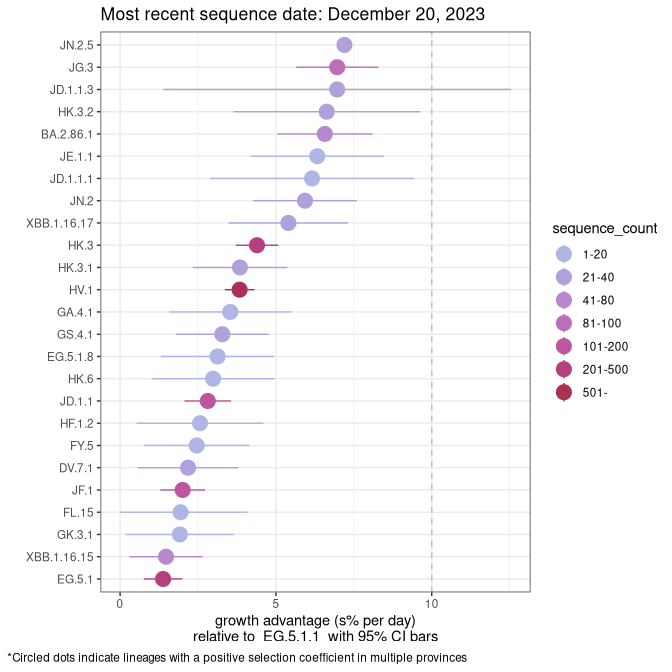 Most recent sequence date: December 20, 2023
JN.2.5
JG.3
JD.1.1.3
HK.3.2
BA.2.86.1
JE.1.1
JD.1.1.1
JN.2
XBB.1.16.17
HK.3
HK.3.1
HV.1
GA.4.1
GS.4.1
EG.5.1.8
HK.6
JD.1.1
HF.1.2
FY.5
DV.7.1
JF.1
FL.15
GK.3.1
XBB.1.16.15
EG.5.1
0 5 10
growth advantage (s% per day)
relative to EG.5.1.1 with 95% CI bars
sequence_count
1-20
21-40
41-80
81-100
101-200
201-500
501-
*Circled dots indicate lineages with a positive selection coefficient in multiple provinces